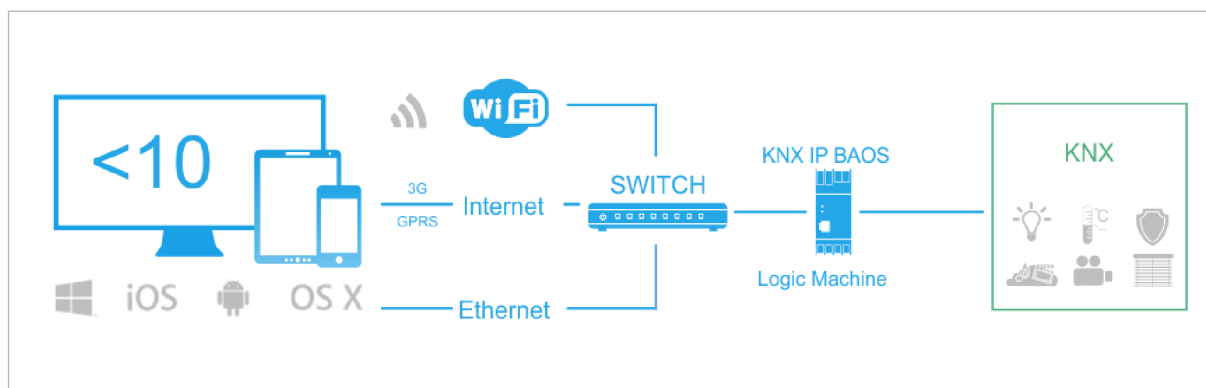 <10
WiFi
3G
GPRS
Internet
Ethernet
SWITCH
KNX IP BAOS
Logic Machine
KNX
°C
iOS
OS X